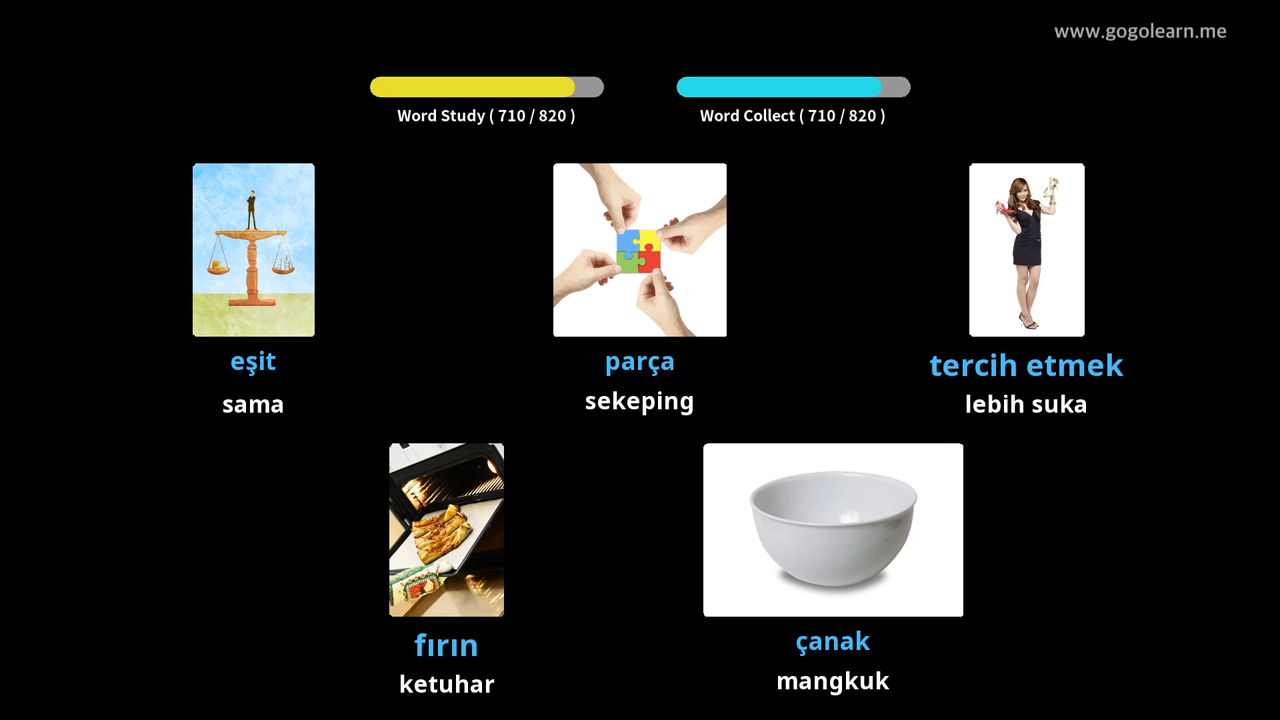 www.gogolearn.me
Word Study ( 710 / 820 )
Word Collect ( 710 / 820 )
eşit
sama
parça
sekeping
tercih etmek
lebih suka
fırın
ketuhar
çanak
mangkuk